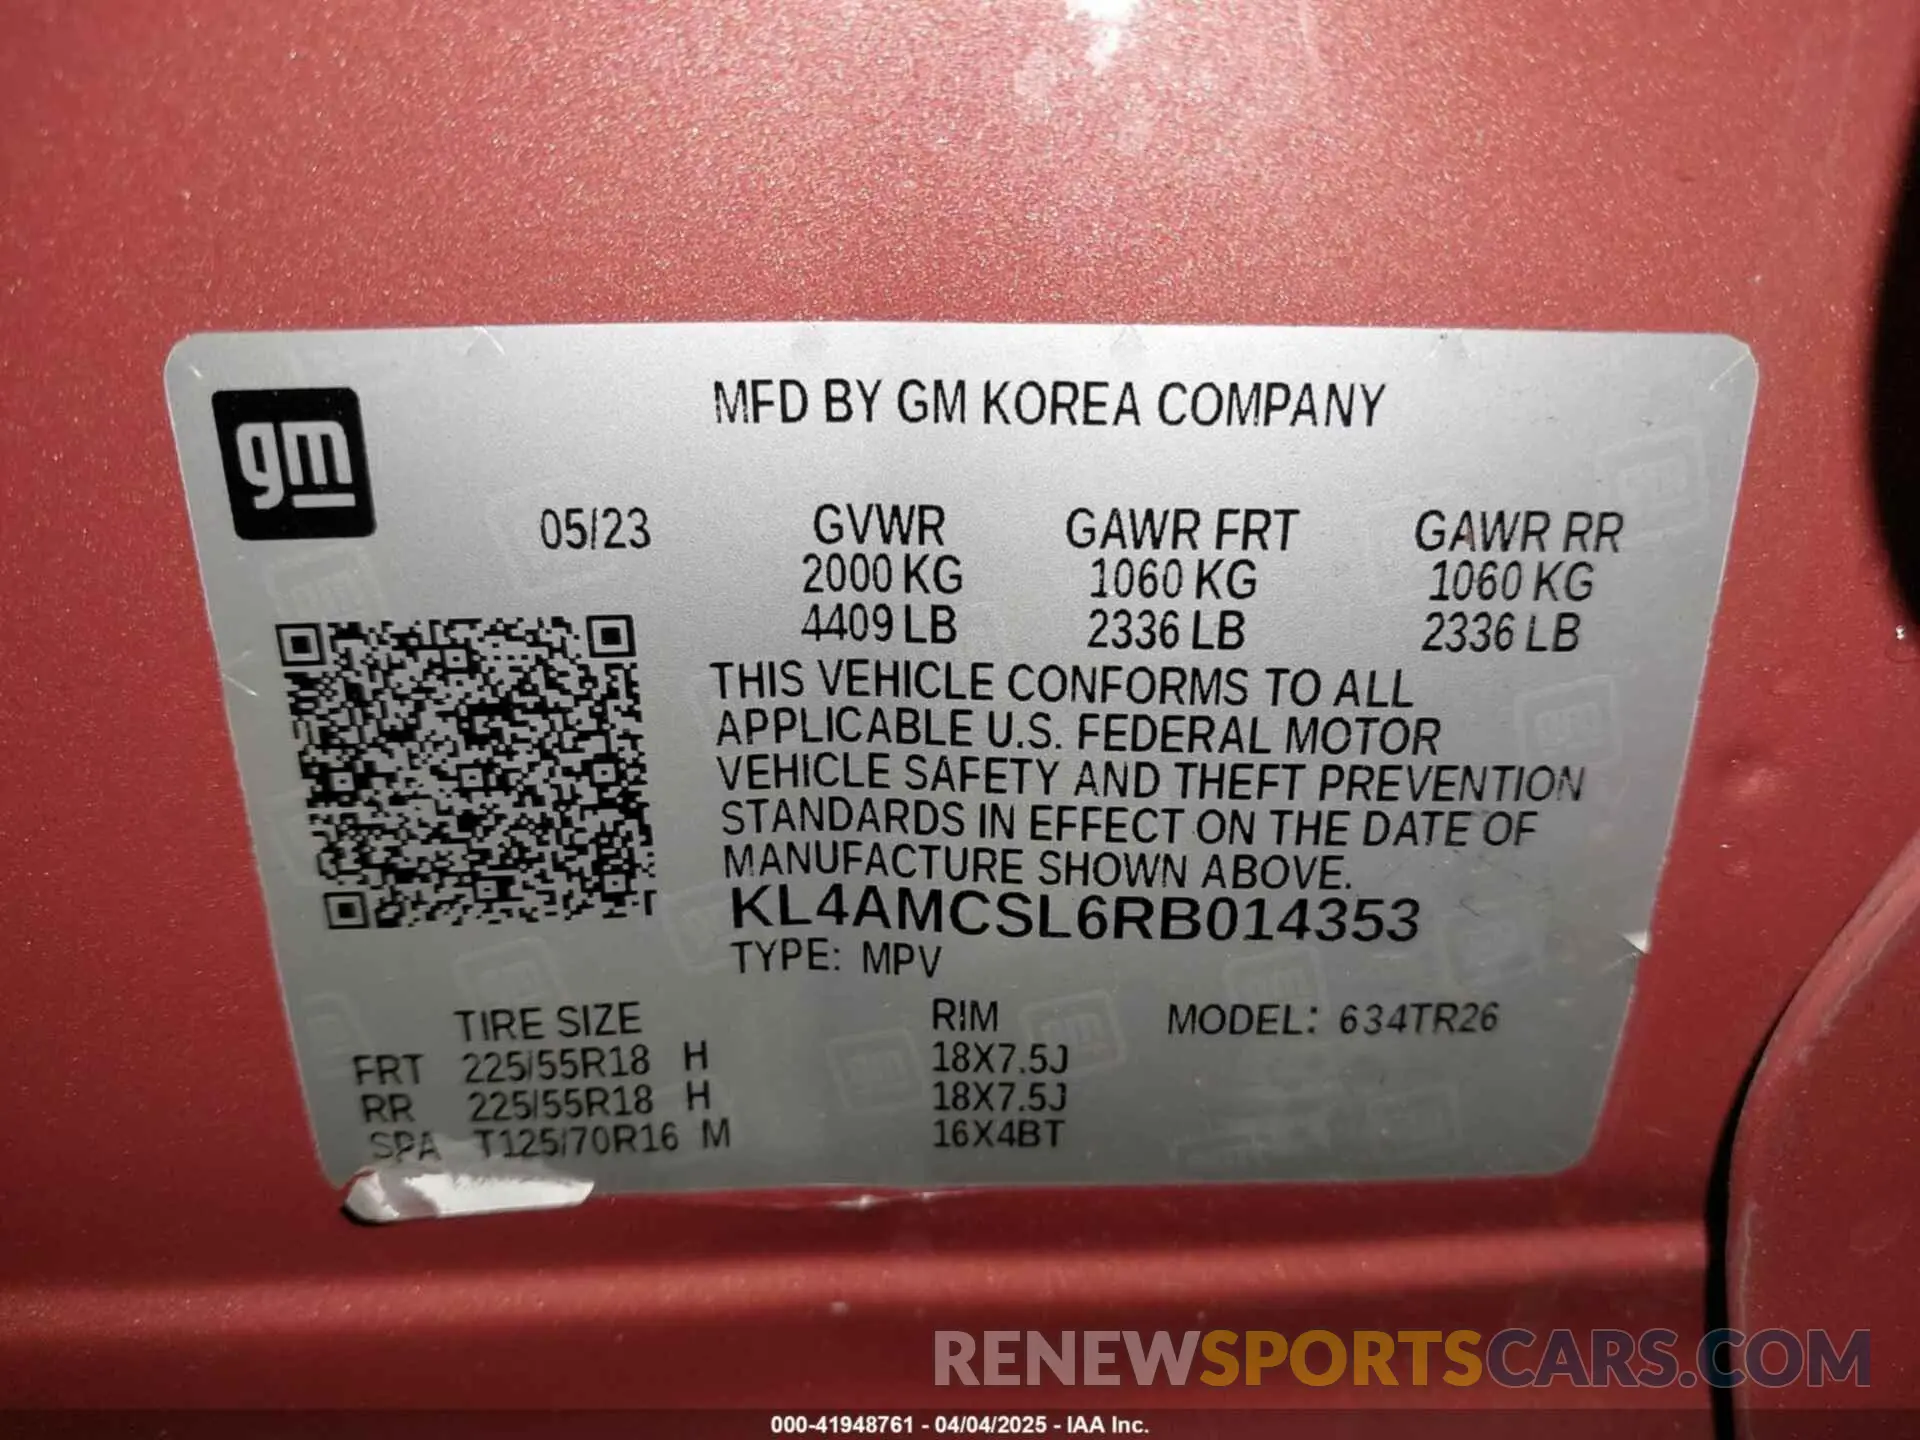 MFD BY GM KOREA COMPANY
gm
05/23 GVWR GAWR FRT GAWR RR
2000 KG 1060 KG 1060 KG
4409 LB 2336 LB 2336 LB
THIS VEHICLE CONFORMS TO ALL
APPLICABLE U.S. FEDERAL MOTOR
VEHICLE SAFETY AND THEFT PREVENTION
STANDARDS IN EFFECT ON THE DATE OF
MANUFACTURE SHOWN ABOVE.
KL4AMCSL6RB014353
TYPE: MPV
TIRE SIZE RIM MODEL: 634TR26
FRT 225/55R18 H 18X7.5J
RR 225/55R18 H 18X7.5J
SPA T125/70R16 M 16X4BT
RENEWSPORTSCARS.COM
000-41948761 - 04/04/2025 - IAA Inc.